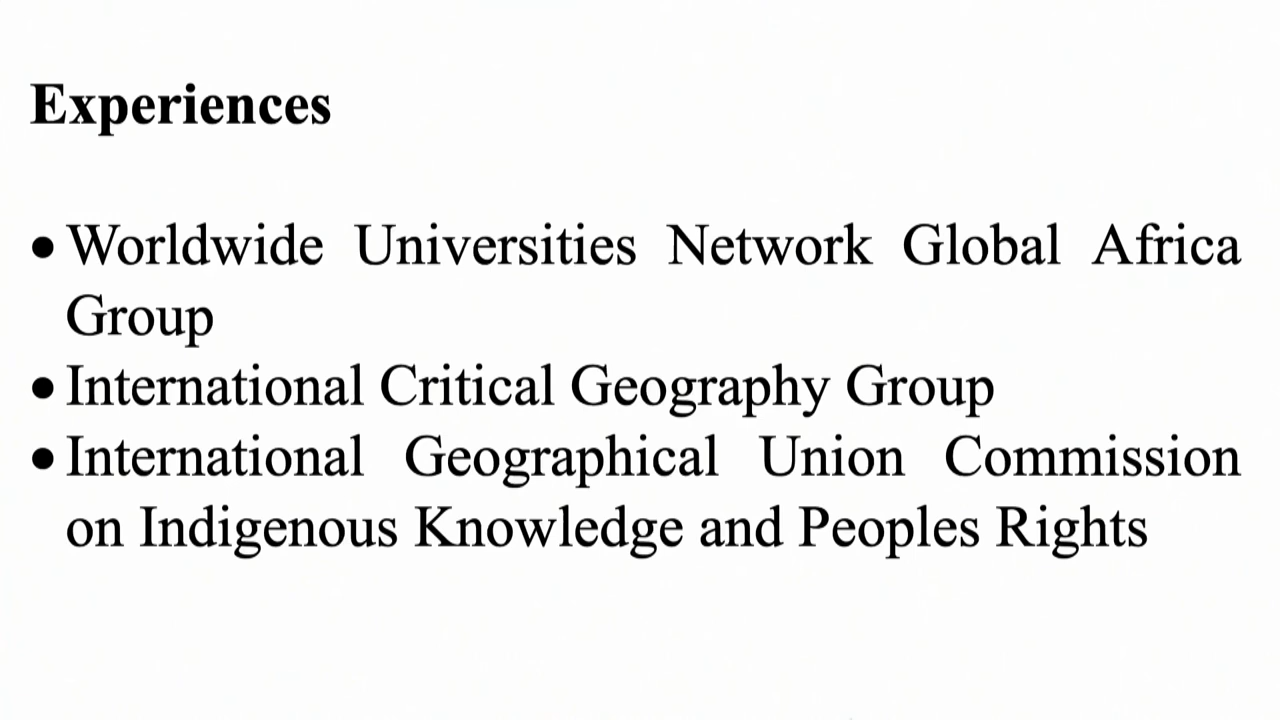 Experiences
• Worldwide Universities Network Global Africa
Group
• International Critical Geography Group
• International Geographical Union Commission
on Indigenous Knowledge and Peoples Rights